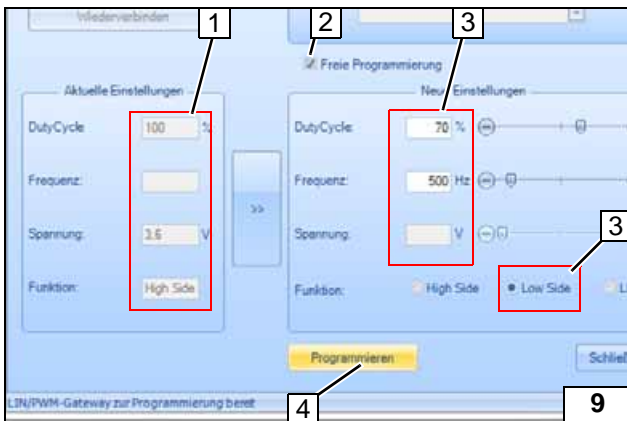 Wiederverbinden
1
2
3
Freie Programmierung
Aktuelle Einstellungen
Neue Einstellungen
DutyCycle: 100 %
DutyCycle: 70 %
Frequenz:
>>
Frequenz: 500 Hz
Spannung: 3.6 V
Spannung: V
3
Funktion: High Side
Funktion: High Side Low Side
Programmieren
Schließ
LIN/PWM-Gateway zur Programmierung bereit
4
9